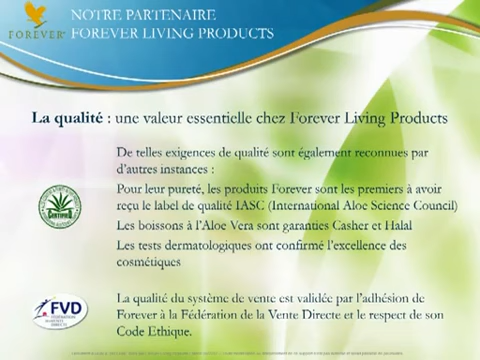 NOTRE PARTENAIRE
FOREVER LIVING PRODUCTS
FOREVER
La qualité : une valeur essentielle chez Forever Living Products
De telles exigences de qualité sont également reconnues par
d'autres instances :
Pour leur pureté, les produits Forever sont les premiers à avoir
reçu le label de qualité IASC (International Aloe Science Council)
Les boissons à l'Aloe Vera sont garanties Casher et Halal
Les tests dermatologiques ont confirmé l'excellence des
cosmétiques
CERTIFIED
FVD
La qualité du système de vente est validée par l'adhésion de
Forever à la Fédération de la Vente Directe et le respect de son
Code Ethique.